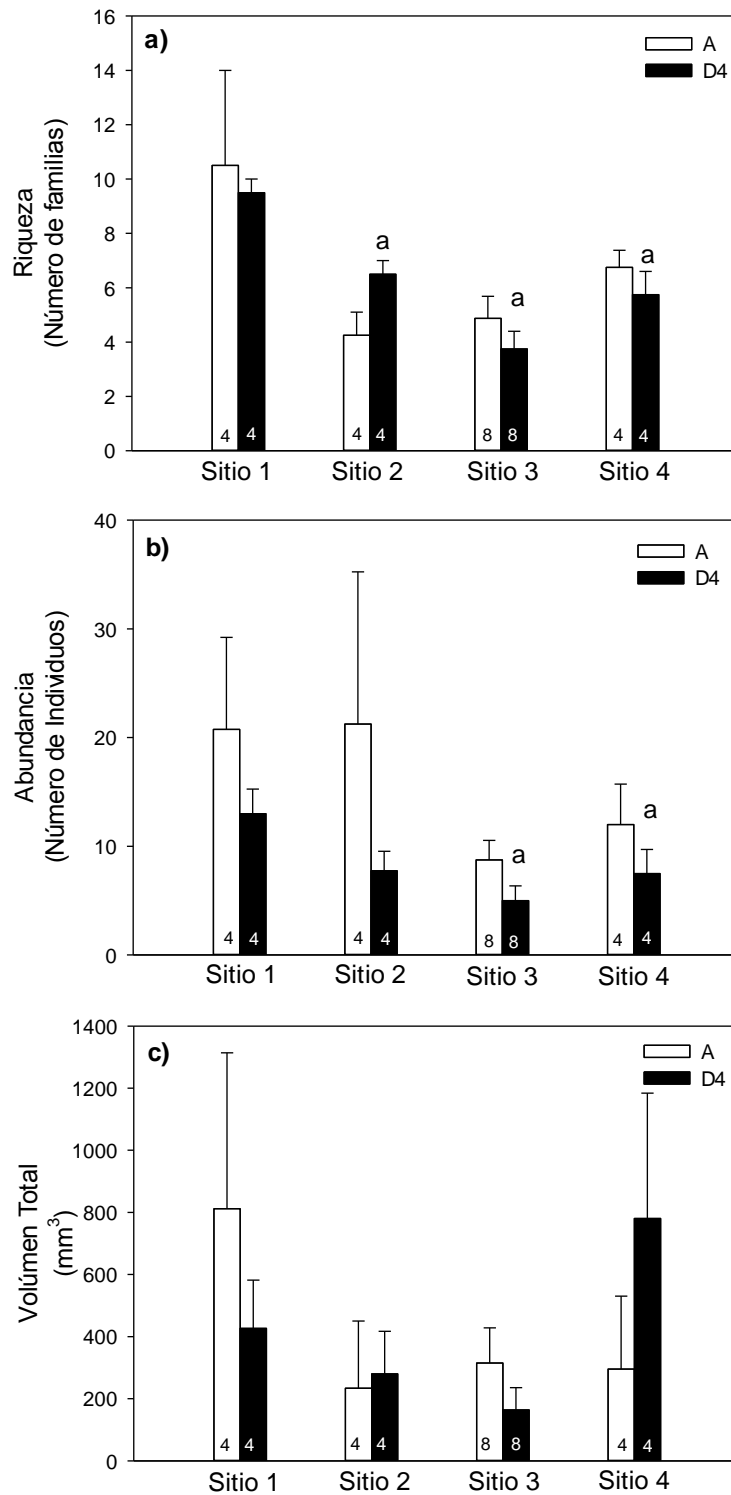 a)
A
D4
Riqueza
(Número de familias)
16
14
12
10
8
6
4
2
0
a
a
a
4 4 4 4 8 8 4 4
Sitio 1 Sitio 2 Sitio 3 Sitio 4
b)
A
D4
Abundancia
(Número de Individuos)
40
30
20
10
0
a
a
4 4 4 4 8 8 4 4
Sitio 1 Sitio 2 Sitio 3 Sitio 4
c)
A
D4
Volúmen Total
(mm³)
1400
1200
1000
800
600
400
200
0
4 4 4 4 8 8 4 4
Sitio 1 Sitio 2 Sitio 3 Sitio 4